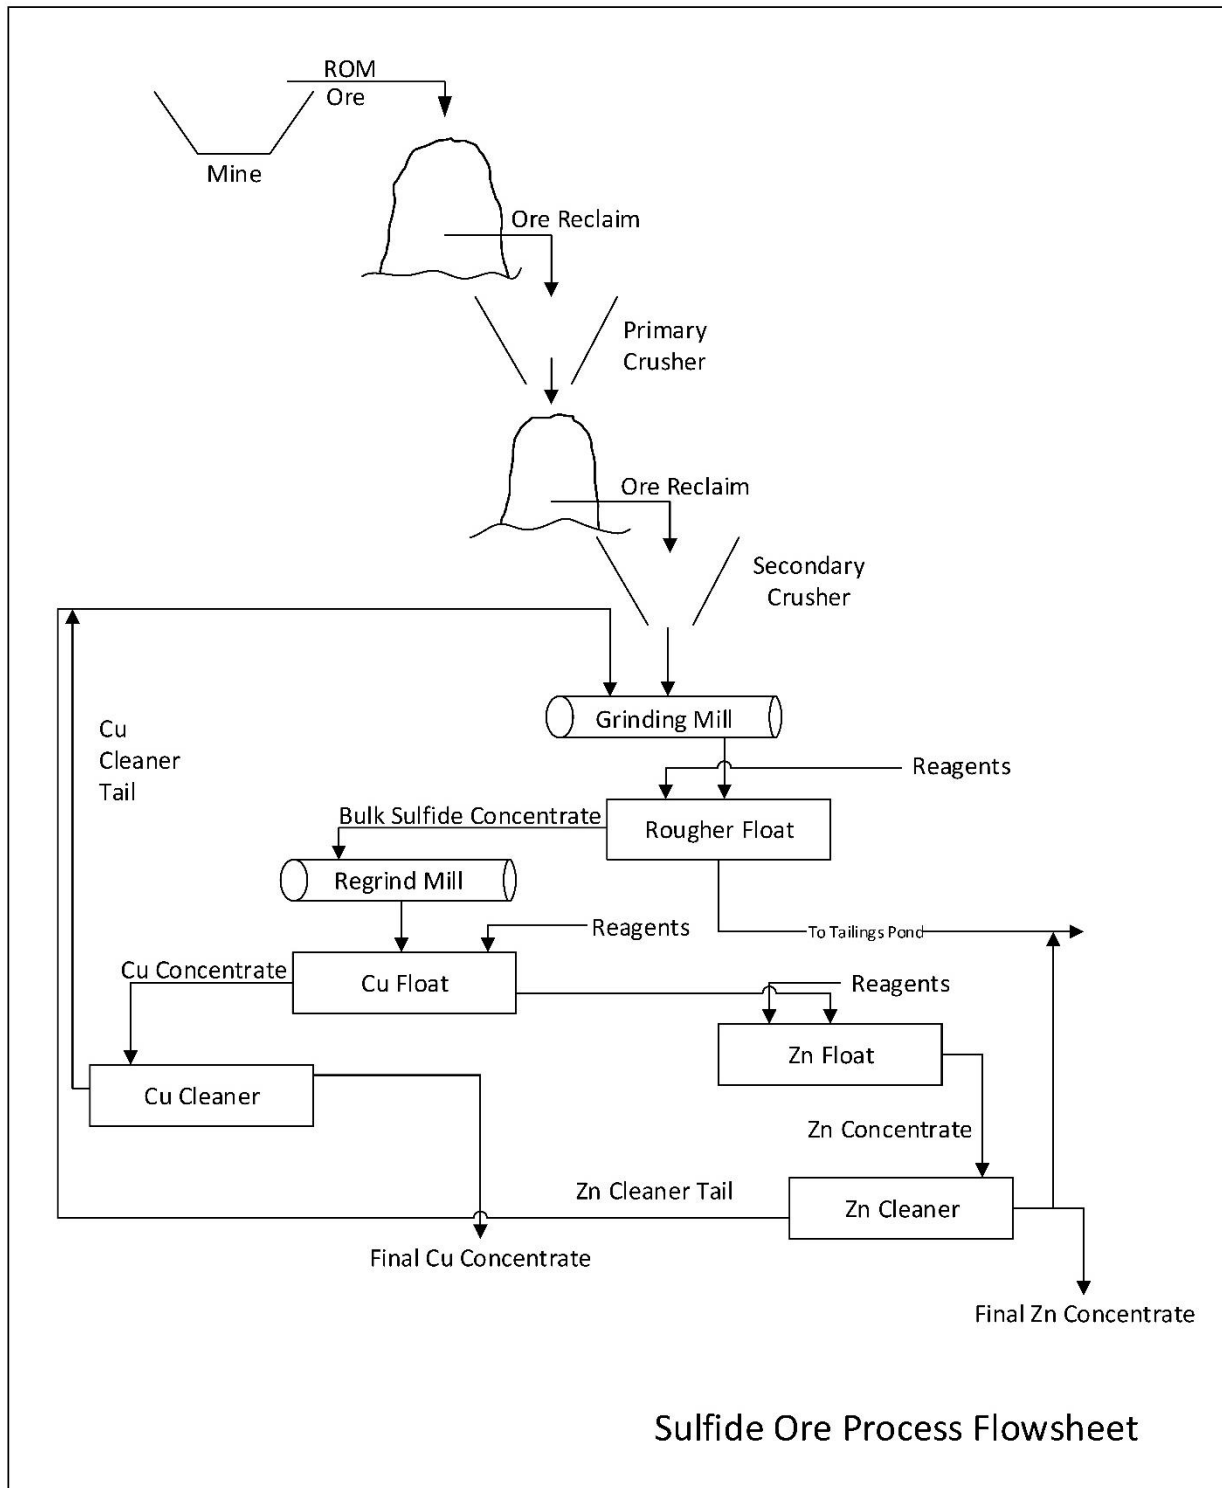 ROM
Ore
Mine
Ore Reclaim
Primary
Crusher
Ore Reclaim
Secondary
Crusher
Cu
Cleaner
Tail
Grinding Mill
Reagents
Bulk Sulfide Concentrate
Rougher Float
Regrind Mill
Reagents
To Tailings Pond
Cu Concentrate
Cu Float
Reagents
Zn Float
Cu Cleaner
Zn Concentrate
Zn Cleaner Tail
Zn Cleaner
Final Cu Concentrate
Final Zn Concentrate
Sulfide Ore Process Flowsheet